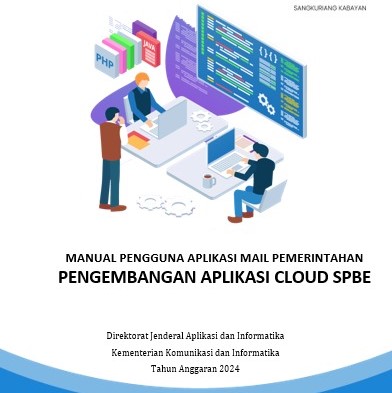 SANGKURIANG KABAYAN
PHP
JAVA
MANUAL PENGGUNA APLIKASI MAIL PEMERINTAHAN
PENGEMBANGAN APLIKASI CLOUD SPBE
Direktorat Jenderal Aplikasi dan Informatika
Kementerian Komunikasi dan Informatika
Tahun Anggaran 2024